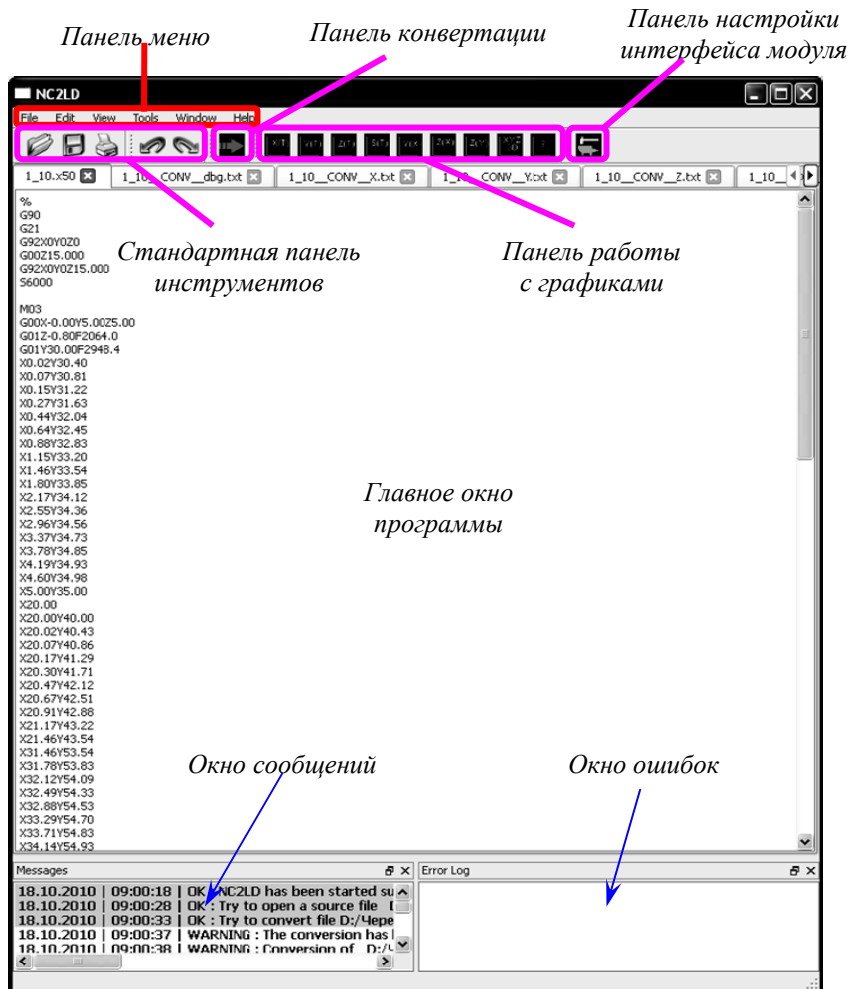 Панель меню
Панель конвертации
Панель настройки
интерфейса модуля
NC2LD
File Edit View Tools Window Help
X(T) Y(T) Z(T) S(T) Y(X) Z(X) Z(Y)
1_10.x50 1_10__CONV__dbg.txt 1_10__CONV__X.txt 1_10__CONV__Y.txt 1_10__CONV__Z.txt 1_10__
%
G90
G21
G92X0Y0Z0
G00Z15.000
G92X0Y0Z15.000
S6000
Стандартная панель
инструментов
Панель работы
с графиками
M03
G00X-0.00Y5.00Z5.00
G01Z-0.80F2064.0
G01Y30.00F2948.4
X0.02Y30.40
X0.07Y30.81
X0.15Y31.22
X0.27Y31.63
X0.44Y32.04
X0.64Y32.45
X0.88Y32.83
X1.15Y33.20
X1.46Y33.54
X1.80Y33.85
X2.17Y34.12
X2.55Y34.36
X2.96Y34.56
X3.37Y34.73
X3.78Y34.85
X4.19Y34.93
X4.60Y34.98
X5.00Y35.00
X20.00
X20.00Y40.00
X20.02Y40.43
X20.07Y40.86
X20.17Y41.29
X20.30Y41.71
X20.47Y42.12
X20.67Y42.51
X20.91Y42.88
X21.17Y43.22
X21.46Y43.54
X31.46Y53.54
X31.78Y53.83
X32.12Y54.09
X32.49Y54.33
X32.88Y54.53
X33.29Y54.70
X33.71Y54.83
X34.14Y54.93
Главное окно
программы
Окно сообщений
Окно ошибок
Messages
Error Log
18.10.2010 | 09:00:18 | OK : NC2LD has been started su
18.10.2010 | 09:00:28 | OK : Try to open a source file
18.10.2010 | 09:00:33 | OK : Try to convert file D:/Чере
18.10.2010 | 09:00:37 | WARNING : The conversion has
18.10.2010 | 09:00:38 | WARNING : Conversion of D:/Ч